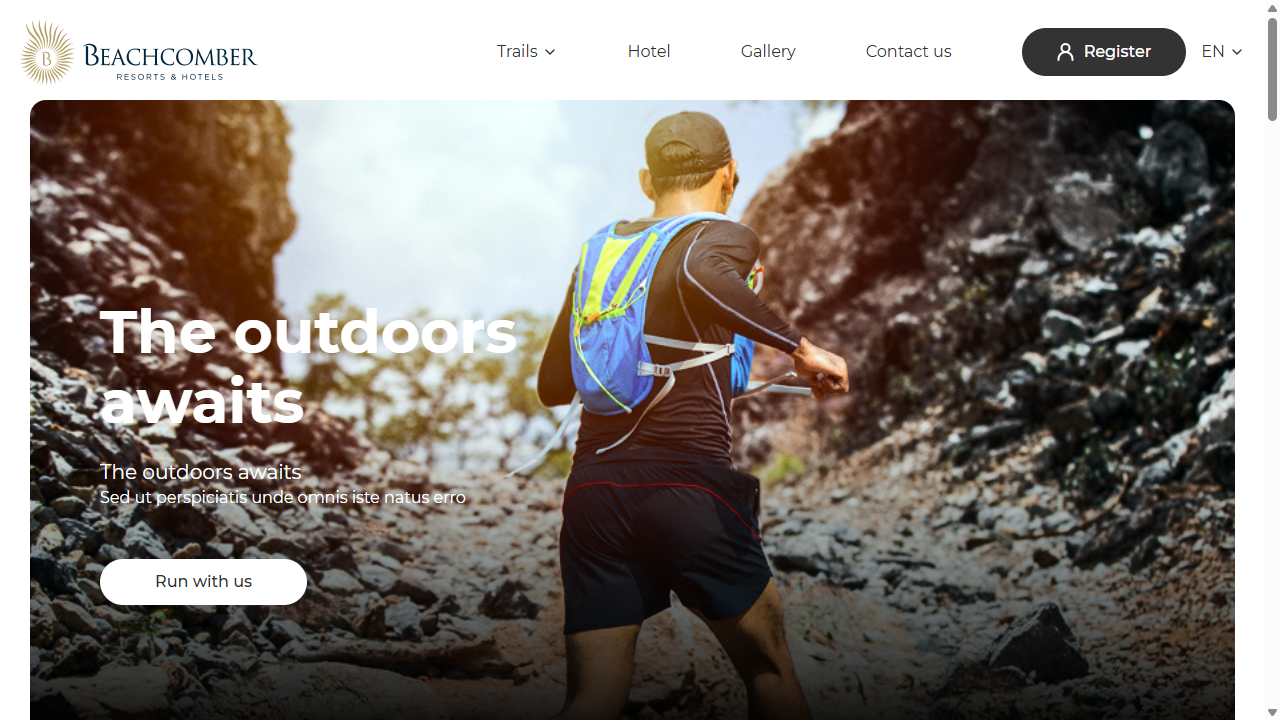 B
BEACHCOMBER
RESORTS & HOTELS
Trails
Hotel
Gallery
Contact us
Register
EN
The outdoors
awaits
The outdoors awaits
Sed ut perspiciatis unde omnis iste natus erro
Run with us